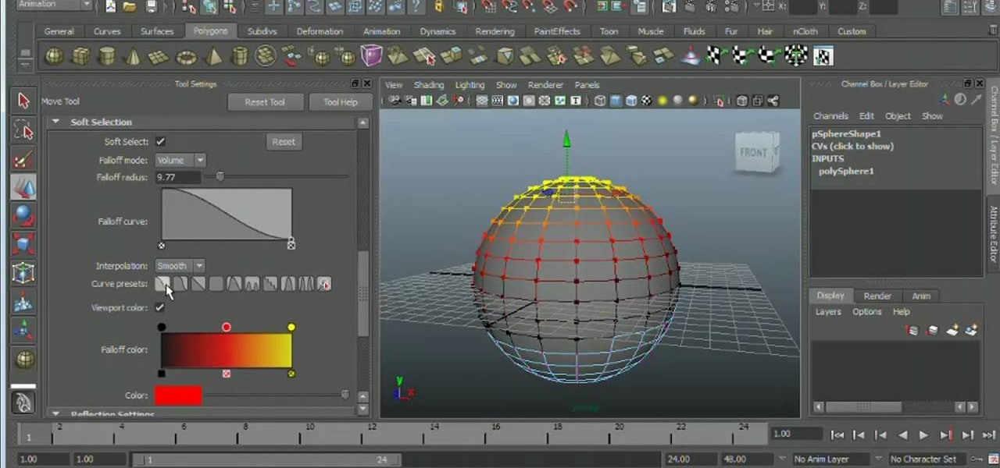 Animation
X:
Y:
Z:
General Curves Surfaces Polygons Subdivs Deformation Animation Dynamics Rendering PaintEffects Toon Muscle Fluids Fur Hair nCloth Custom
Tool Settings
Move Tool
Reset Tool
Tool Help
Soft Selection
Soft Select:
Reset
Falloff mode: Volume
Falloff radius: 9.77
Falloff curve:
Interpolation: Smooth
Curve presets:
Viewport color:
Falloff color:
Color:
Reflection Settings
View Shading Lighting Show Renderer Panels
FRONT
y
x
persp
Channel Box / Layer Editor
Channels Edit Object Show
pSphereShape1
CVs (click to show)
INPUTS
polySphere1
Display Render Anim
Layers Options Help
Channel Box / Layer Editor
Attribute Editor
1 2 4 6 8 10 12 14 16 18 20 22 24 1.00
1.00 1.00 1 24 24.00 48.00 No Anim Layer No Character Set